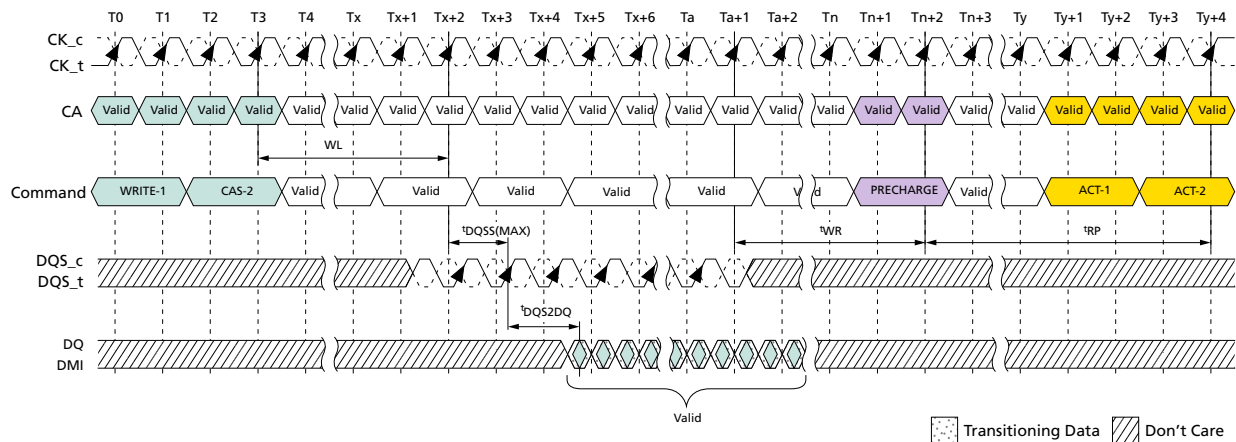 T0 T1 T2 T3 T4 Tx Tx+1 Tx+2 Tx+3 Tx+4 Tx+5 Tx+6 Ta Ta+1 Ta+2 Tn Tn+1 Tn+2 Tn+3 Ty Ty+1 Ty+2 Ty+3 Ty+4
CK_c
CK_t
CA Valid Valid Valid Valid Valid Valid Valid Valid Valid Valid Valid Valid Valid Valid Valid Valid Valid Valid Valid Valid Valid Valid Valid Valid
WL
Command WRITE-1 CAS-2 Valid Valid Valid Valid Valid Valid PRECHARGE Valid ACT-1 ACT-2
tDQSS(MAX) tWR tRP
DQS_c
DQS_t
tDQS2DQ
DQ
DMI
Valid
Transitioning Data Don't Care